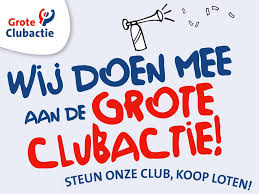 Grote
Clubactie
WIJ DOEN MEE
AAN DE GROTE
CLUBACTIE!
STEUN ONZE CLUB, KOOP LOTEN!